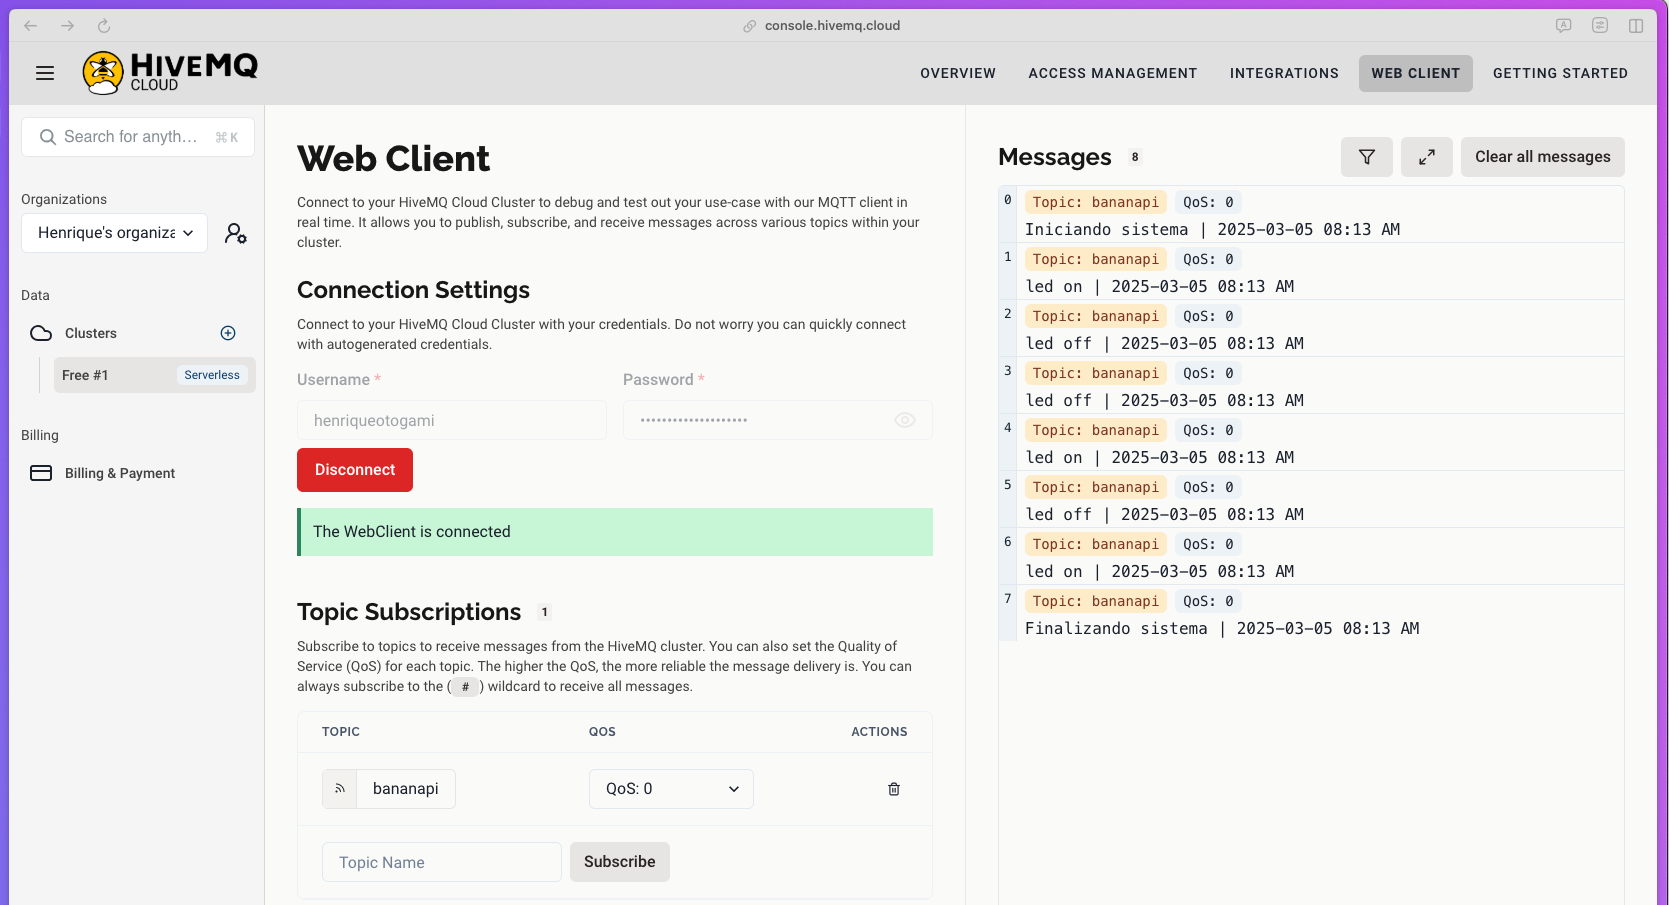 console.hivemq.cloud
HIVEMQ
CLOUD
OVERVIEW
ACCESS MANAGEMENT
INTEGRATIONS
WEB CLIENT
GETTING STARTED
Search for anyth... ⌘ K
Organizations
Henrique's organiza
Data
Clusters
Free #1 Serverless
Billing
Billing & Payment
Web Client
Connect to your HiveMQ Cloud Cluster to debug and test out your use-case with our MQTT client in
real time. It allows you to publish, subscribe, and receive messages across various topics within your
cluster.
Connection Settings
Connect to your HiveMQ Cloud Cluster with your credentials. Do not worry you can quickly connect
with autogenerated credentials.
Username * Password *
henriqueotogami ••••••••••••••••••••
Disconnect
The WebClient is connected
Topic Subscriptions 1
Subscribe to topics to receive messages from the HiveMQ cluster. You can also set the Quality of
Service (QoS) for each topic. The higher the QoS, the more reliable the message delivery is. You can
always subscribe to the ( # ) wildcard to receive all messages.
TOPIC QOS ACTIONS
bananapi QoS: 0
Topic Name Subscribe
Messages 8
Clear all messages
0 Topic: bananapi QoS: 0
Iniciando sistema | 2025-03-05 08:13 AM
1 Topic: bananapi QoS: 0
led on | 2025-03-05 08:13 AM
2 Topic: bananapi QoS: 0
led off | 2025-03-05 08:13 AM
3 Topic: bananapi QoS: 0
led off | 2025-03-05 08:13 AM
4 Topic: bananapi QoS: 0
led on | 2025-03-05 08:13 AM
5 Topic: bananapi QoS: 0
led off | 2025-03-05 08:13 AM
6 Topic: bananapi QoS: 0
led on | 2025-03-05 08:13 AM
7 Topic: bananapi QoS: 0
Finalizando sistema | 2025-03-05 08:13 AM